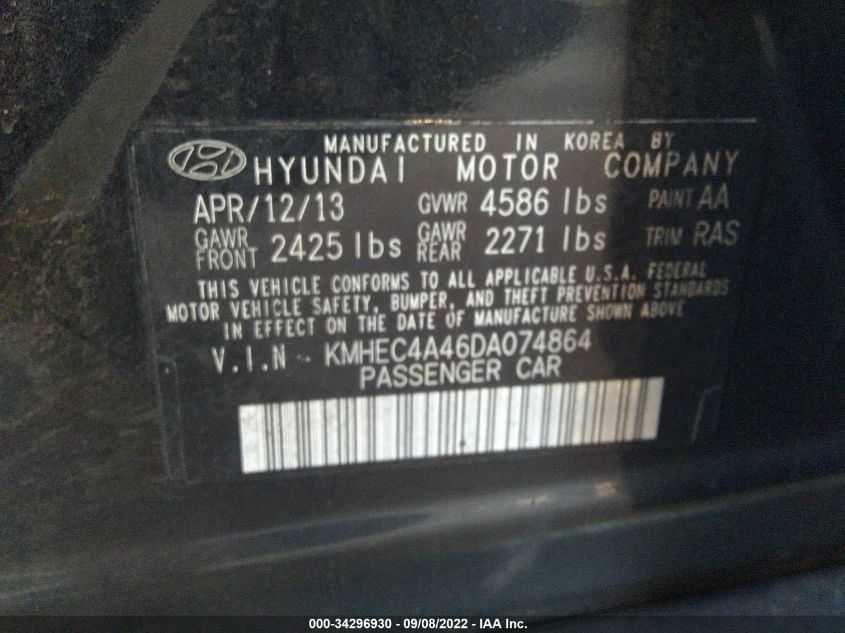 MANUFACTURED IN KOREA BY
HYUNDAI MOTOR COMPANY
APR/12/13 GVWR 4586 lbs PAINT AA
GAWR FRONT 2425 lbs GAWR REAR 2271 lbs TRIM RAS
THIS VEHICLE CONFORMS TO ALL APPLICABLE U.S.A. FEDERAL
MOTOR VEHICLE SAFETY, BUMPER, AND THEFT PREVENTION STANDARDS
IN EFFECT ON THE DATE OF MANUFACTURE SHOWN ABOVE
V.I.N - KMHEC4A46DA074864
PASSENGER CAR
000-34296930 - 09/08/2022 - IAA Inc.